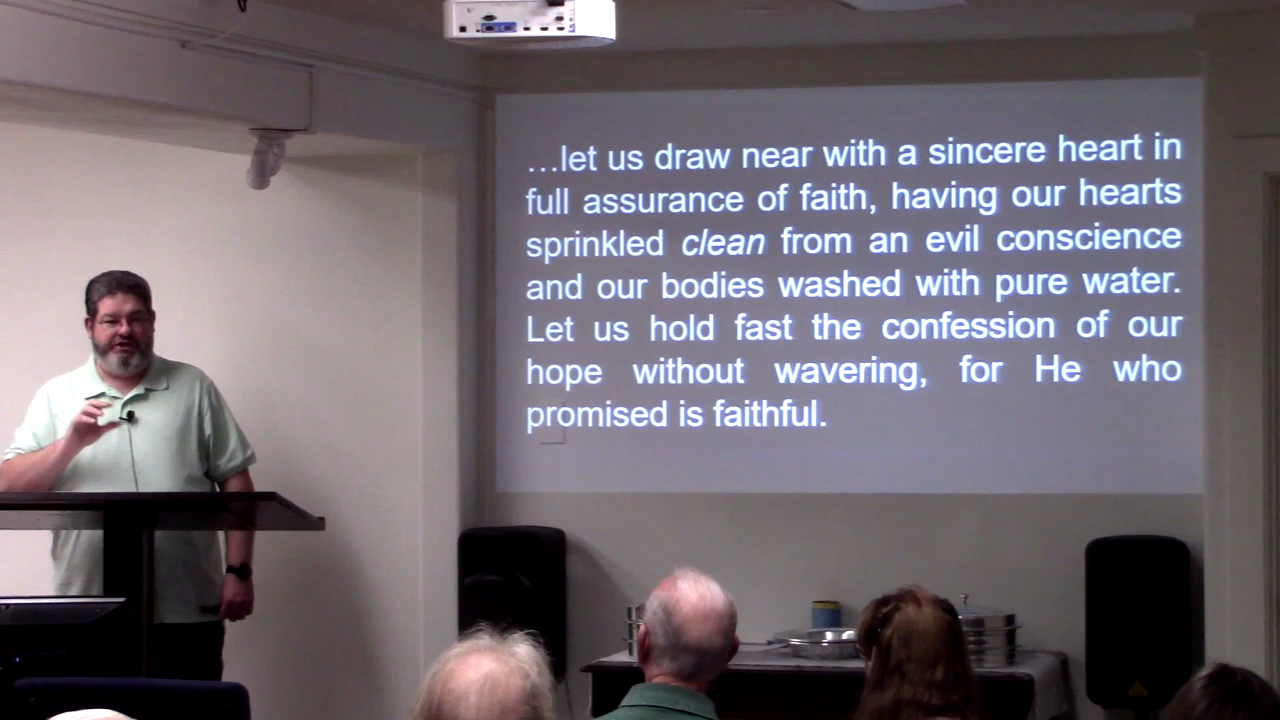 …let us draw near with a sincere heart in
full assurance of faith, having our hearts
sprinkled clean from an evil conscience
and our bodies washed with pure water.
Let us hold fast the confession of our
hope without wavering, for He who
promised is faithful.